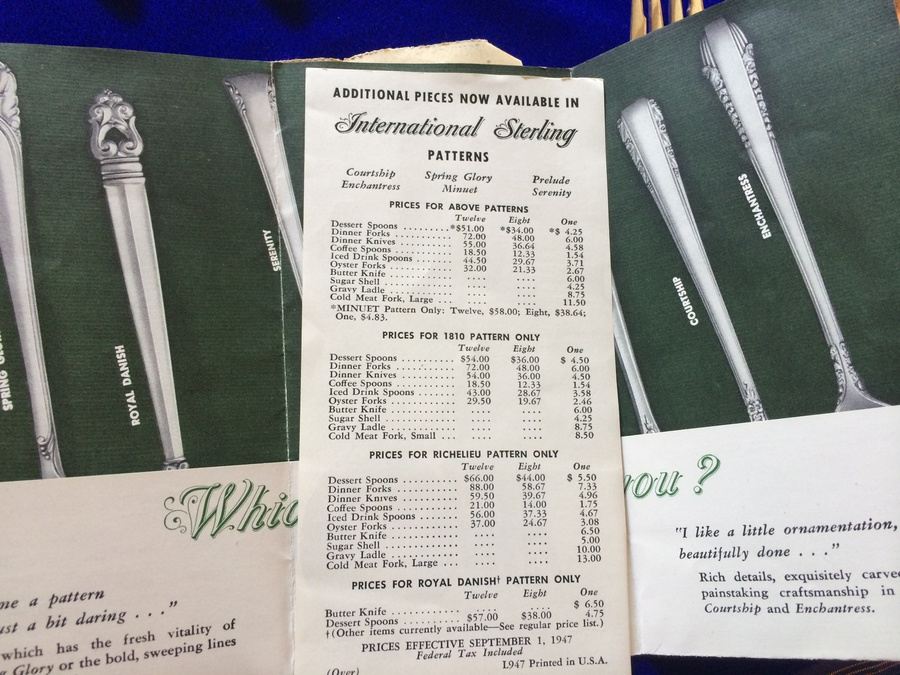 ADDITIONAL PIECES NOW AVAILABLE IN
International Sterling
PATTERNS
Courtship Spring Glory Prelude
Enchantress Minuet Serenity
PRICES FOR ABOVE PATTERNS
Twelve Eight One
Dessert Spoons ......... *$51.00 *$34.00 *$ 4.25
Dinner Forks .......... 72.00 48.00 6.00
Dinner Knives .......... 55.00 36.64 4.58
Coffee Spoons .......... 18.50 12.33 1.54
Iced Drink Spoons ...... 44.50 29.67 3.71
Oyster Forks .......... 32.00 21.33 2.67
Butter Knife .......... .... .... 6.00
Sugar Shell .......... .... .... 4.25
Gravy Ladle .......... .... .... 8.75
Cold Meat Fork, Large ... .... .... 11.50
*MINUET Pattern Only: Twelve, $58.00; Eight, $38.64;
One, $4.83.
PRICES FOR 1810 PATTERN ONLY
Twelve Eight One
Dessert Spoons .......... $54.00 $36.00 $ 4.50
Dinner Forks .......... 72.00 48.00 6.00
Dinner Knives .......... 54.00 36.00 4.50
Coffee Spoons .......... 18.50 12.33 1.54
Iced Drink Spoons ...... 43.00 28.67 3.58
Oyster Forks .......... 29.50 19.67 2.46
Butter Knife .......... .... .... 6.00
Sugar Shell .......... .... .... 4.25
Gravy Ladle .......... .... .... 8.75
Cold Meat Fork, Small ... .... .... 8.50
PRICES FOR RICHELIEU PATTERN ONLY
Twelve Eight One
Dessert Spoons .......... $66.00 $44.00 $ 5.50
Dinner Forks .......... 88.00 58.67 7.33
Dinner Knives .......... 59.50 39.67 4.96
Coffee Spoons .......... 21.00 14.00 1.75
Iced Drink Spoons ...... 56.00 37.33 4.67
Oyster Forks .......... 37.00 24.67 3.08
Butter Knife .......... .... .... 6.50
Sugar Shell .......... .... .... 5.00
Gravy Ladle .......... .... .... 10.00
Cold Meat Fork, Large ... .... .... 13.00
PRICES FOR ROYAL DANISH† PATTERN ONLY
Twelve Eight One
Butter Knife .......... .... .... $ 6.50
Dessert Spoons .......... $57.00 $38.00 4.75
†(Other items currently available—See regular price list.)
PRICES EFFECTIVE SEPTEMBER 1, 1947
Federal Tax Included
L947 Printed in U.S.A.
(Over)
SPRING GLO
ROYAL DANISH
SERENITY
COURTSHIP
ENCHANTRESS
Whic
you ?
me a pattern
ust a bit daring . . ."
which has the fresh vitality of
g Glory or the bold, sweeping lines
"I like a little ornamentation,
beautifully done . . ."
Rich details, exquisitely carve
painstaking craftsmanship in
Courtship and Enchantress.